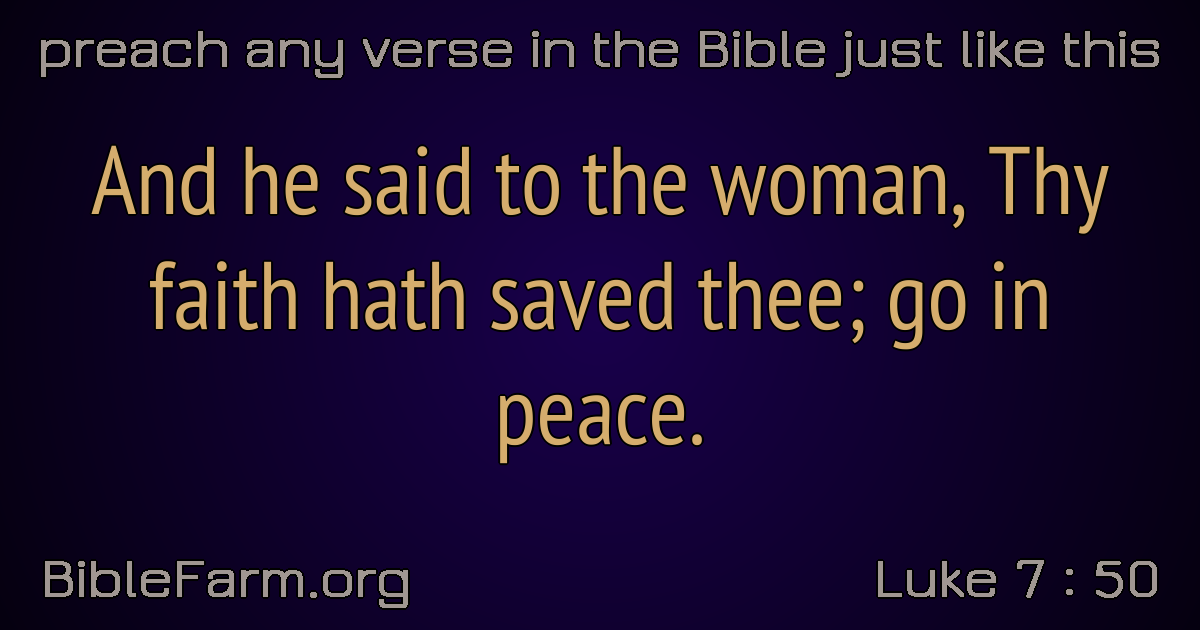 preach any verse in the Bible just like this
And he said to the woman, Thy
faith hath saved thee; go in
peace.
BibleFarm.org
Luke 7 : 50